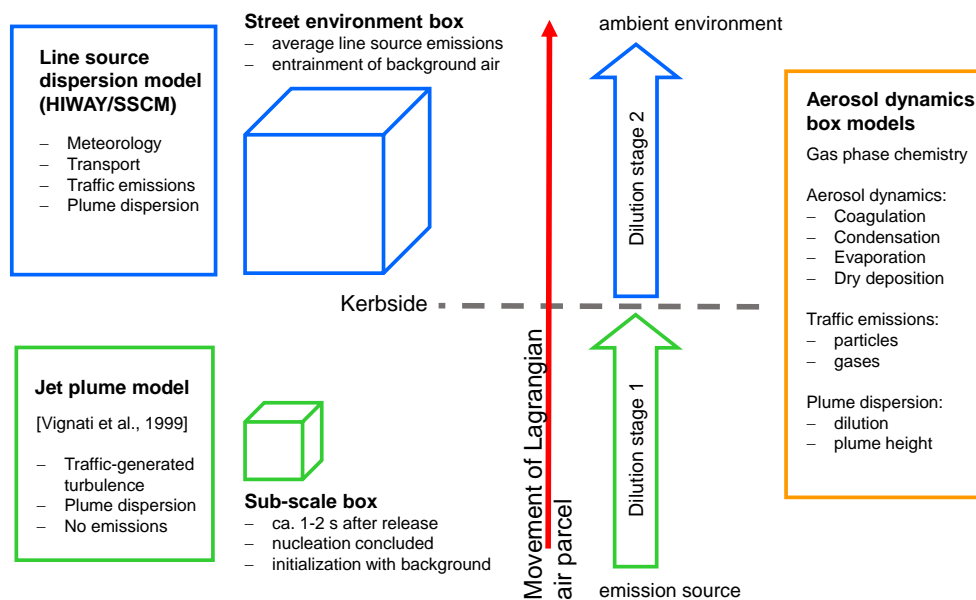 Line source
dispersion model
(HIWAY/SSCM)
– Meteorology
– Transport
– Traffic emissions
– Plume dispersion
Street environment box
– average line source emissions
– entrainment of background air
ambient environment
Dilution stage 2
Kerbside
Jet plume model
[Vignati et al., 1999]
– Traffic-generated
turbulence
– Plume dispersion
– No emissions
Sub-scale box
– ca. 1-2 s after release
– nucleation concluded
– initialization with background
Movement of Lagrangian
air parcel
Dilution stage 1
emission source
Aerosol dynamics
box models
Gas phase chemistry
Aerosol dynamics:
– Coagulation
– Condensation
– Evaporation
– Dry deposition
Traffic emissions:
– particles
– gases
Plume dispersion:
– dilution
– plume height